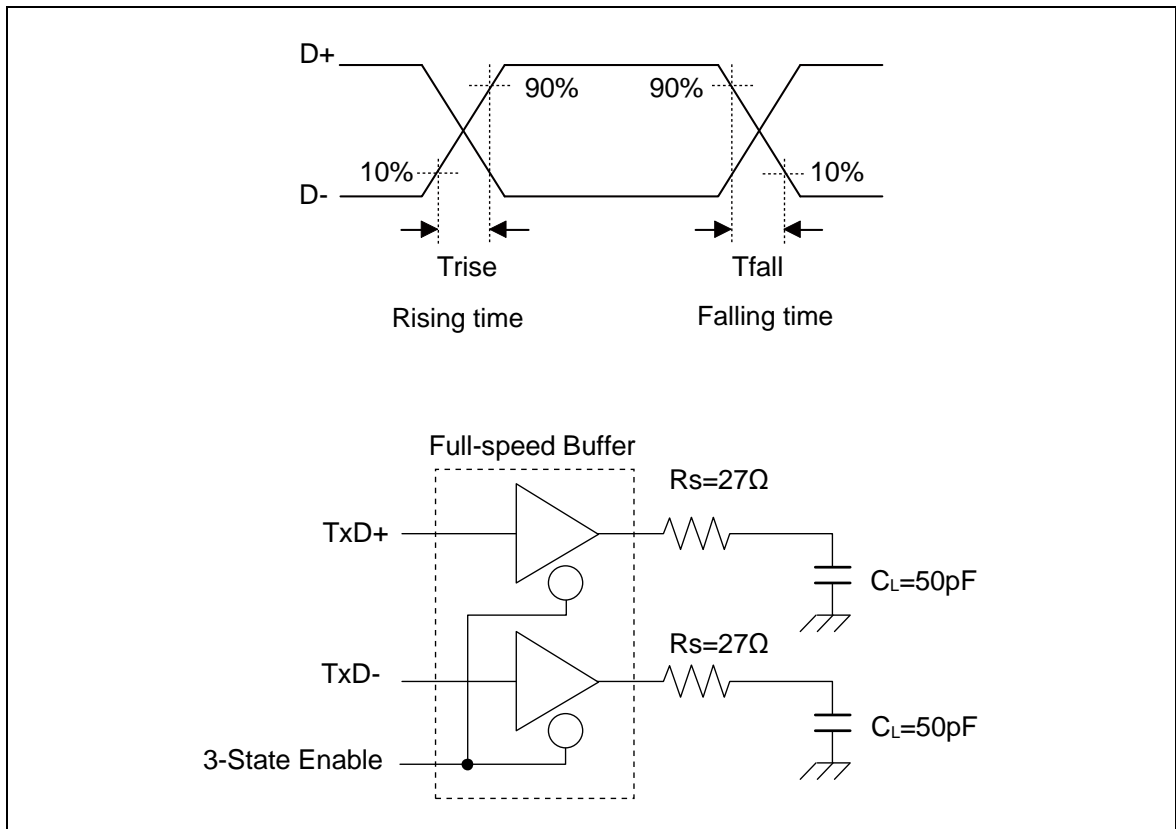 D+
90% 90%
10% 10%
D-
Trise Tfall
Rising time Falling time
Full-speed Buffer
Rs=27Ω
TxD+
CL=50pF
Rs=27Ω
TxD-
CL=50pF
3-State Enable